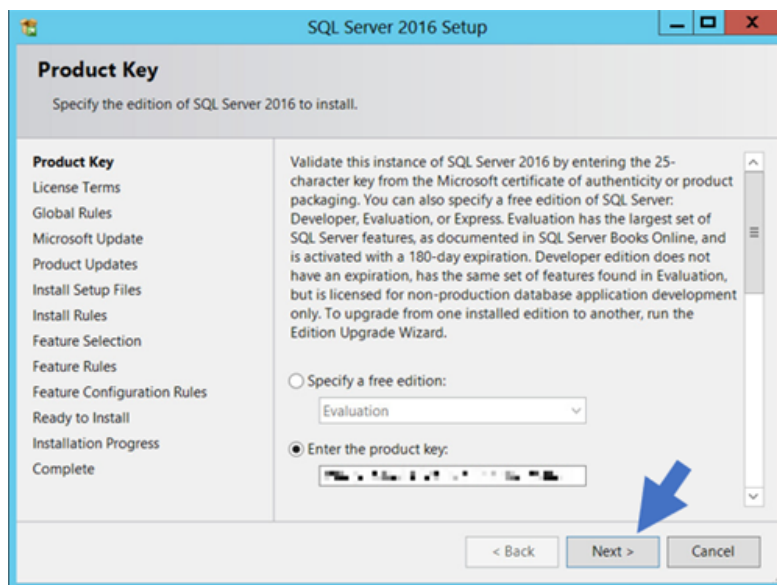 SQL Server 2016 Setup
Product Key
Specify the edition of SQL Server 2016 to install.
Product Key
License Terms
Global Rules
Microsoft Update
Product Updates
Install Setup Files
Install Rules
Feature Selection
Feature Rules
Feature Configuration Rules
Ready to Install
Installation Progress
Complete
Validate this instance of SQL Server 2016 by entering the 25-
character key from the Microsoft certificate of authenticity or product
packaging. You can also specify a free edition of SQL Server:
Developer, Evaluation, or Express. Evaluation has the largest set of
SQL Server features, as documented in SQL Server Books Online, and
is activated with a 180-day expiration. Developer edition does not
have an expiration, has the same set of features found in Evaluation,
but is licensed for non-production database application development
only. To upgrade from one installed edition to another, run the
Edition Upgrade Wizard.
Specify a free edition:
Evaluation
Enter the product key:
< Back
Next >
Cancel